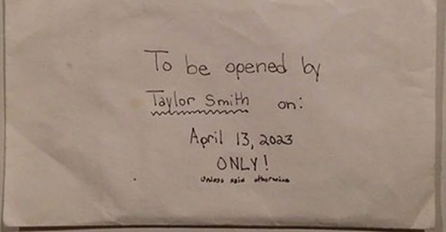 To be opened by
Taylor Smith on:
April 13, 2023
ONLY!
Unless said otherwise